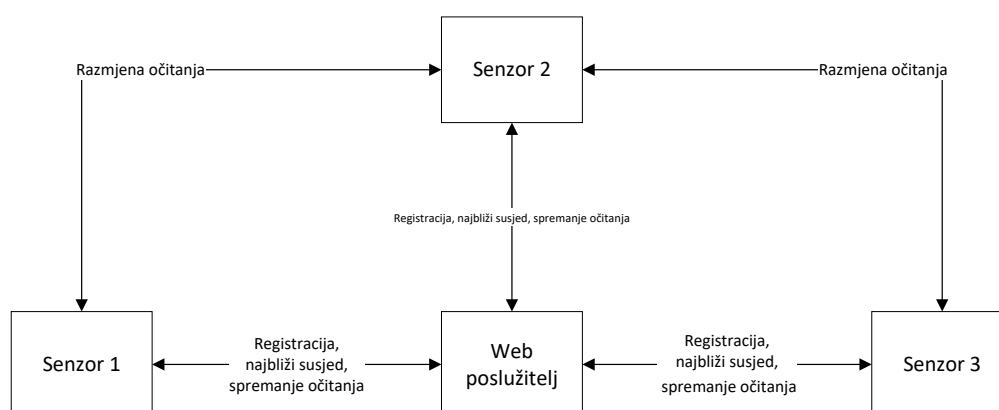 Senzor 2
Razmjena očitanja
Razmjena očitanja
Registracija, najbliži susjed, spremanje očitanja
Senzor 1
Registracija,
najbliži susjed,
spremanje očitanja
Web
poslužitelj
Registracija,
najbliži susjed,
spremanje očitanja
Senzor 3